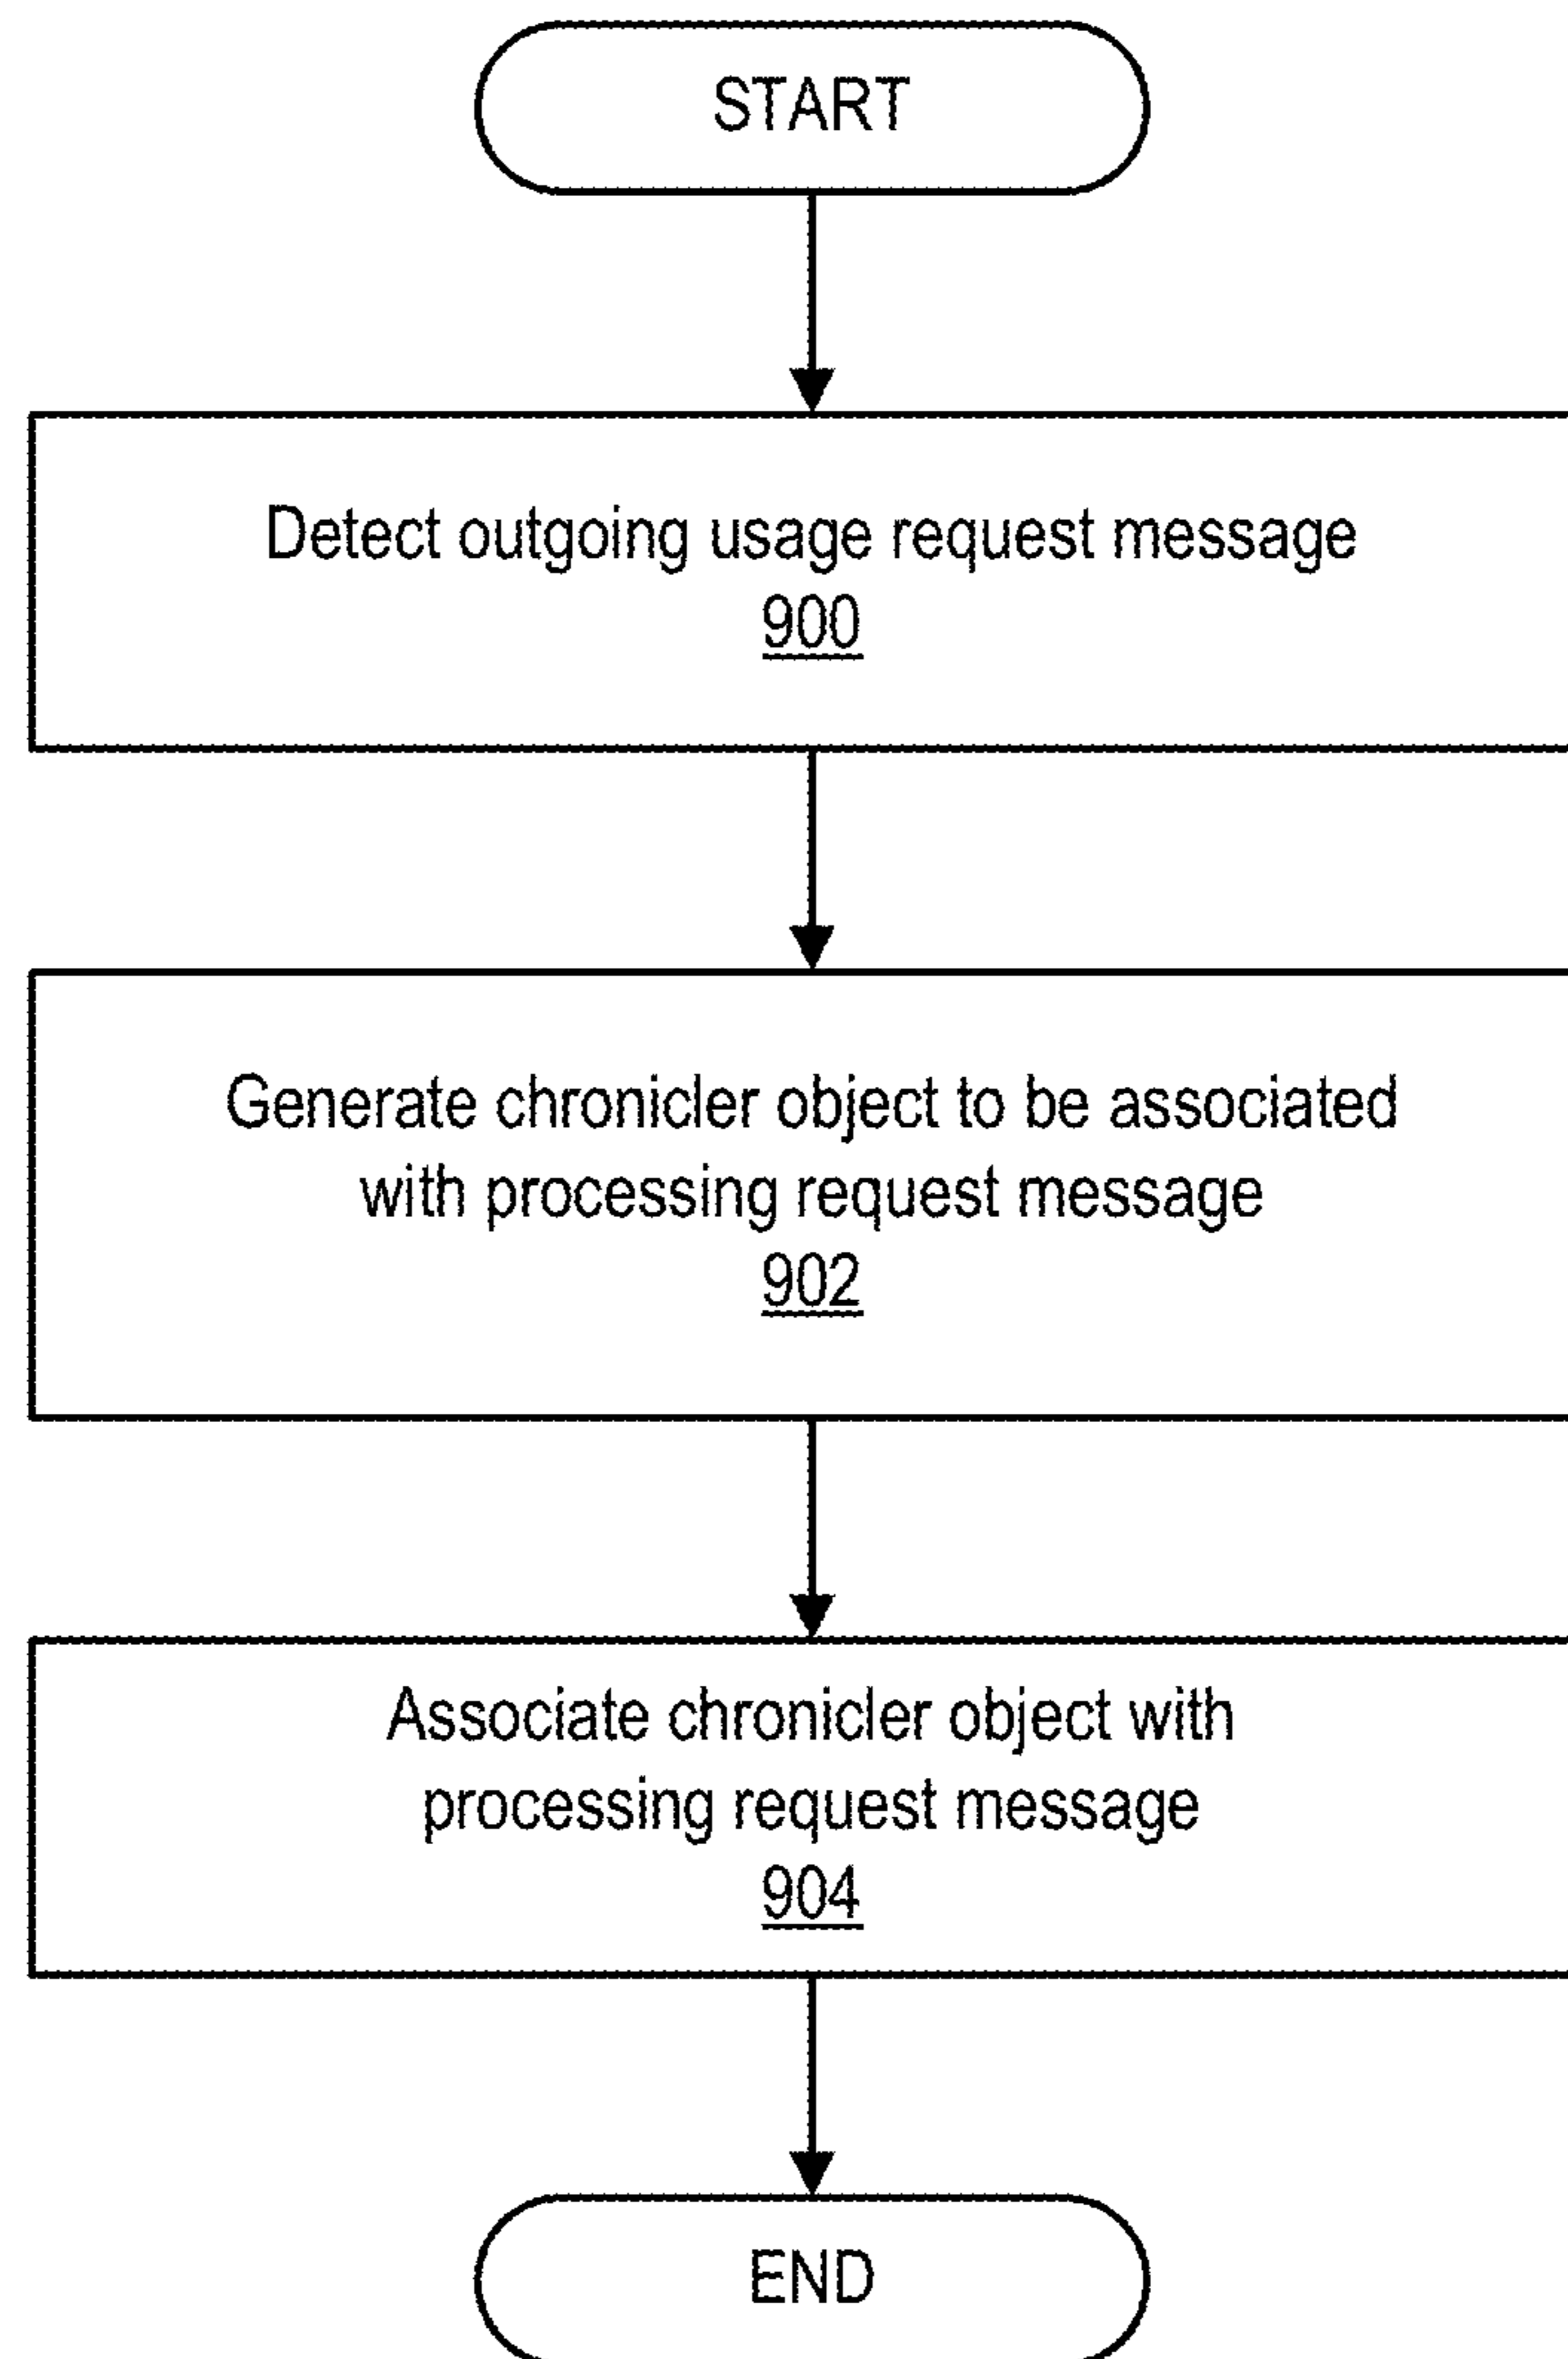 START
Detect outgoing usage request message
900
Generate chronicler object to be associated
with processing request message
902
Associate chronicler object with
processing request message
904
END